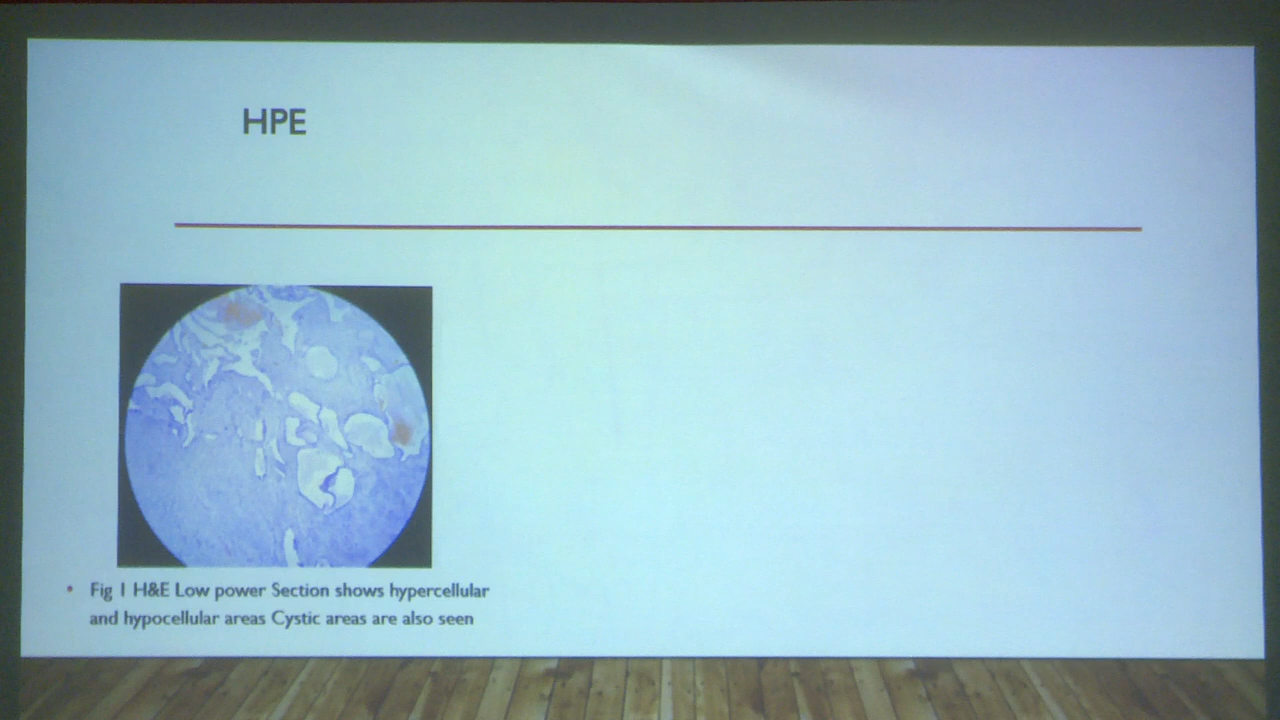 HPE
• Fig 1 H&E Low power Section shows hypercellular
and hypocellular areas Cystic areas are also seen